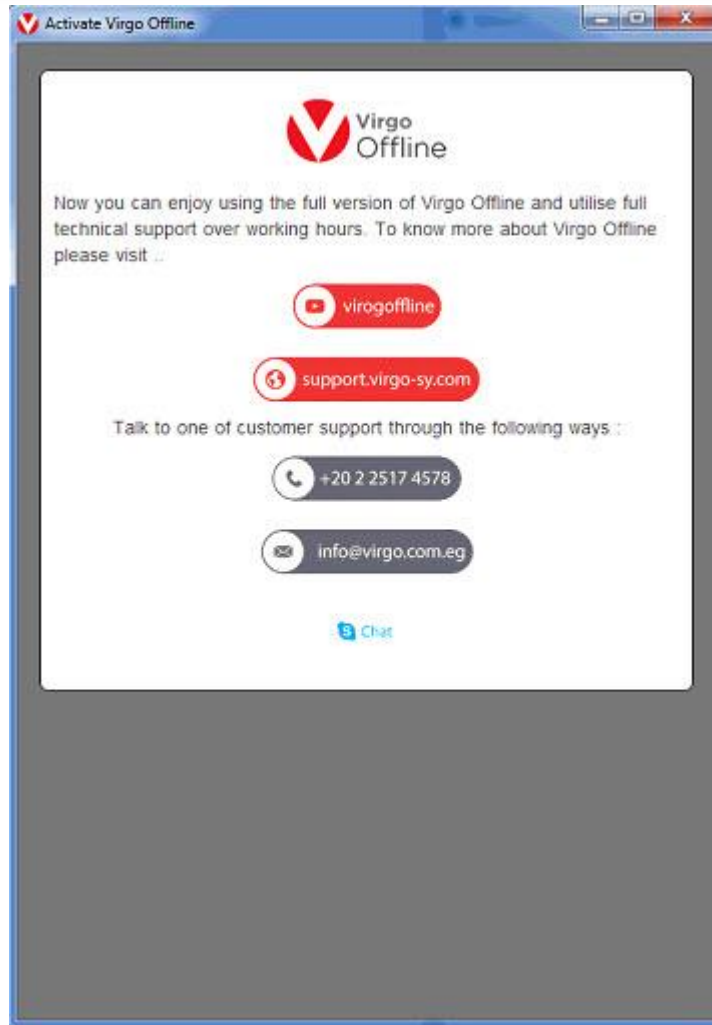 Activate Virgo Offline
Virgo
Offline
Now you can enjoy using the full version of Virgo Offline and utilise full
technical support over working hours. To know more about Virgo Offline
please visit ..
virogoffline
support.virgo-sy.com
Talk to one of customer support through the following ways :
+20 2 2517 4578
info@virgo.com.eg
Chat